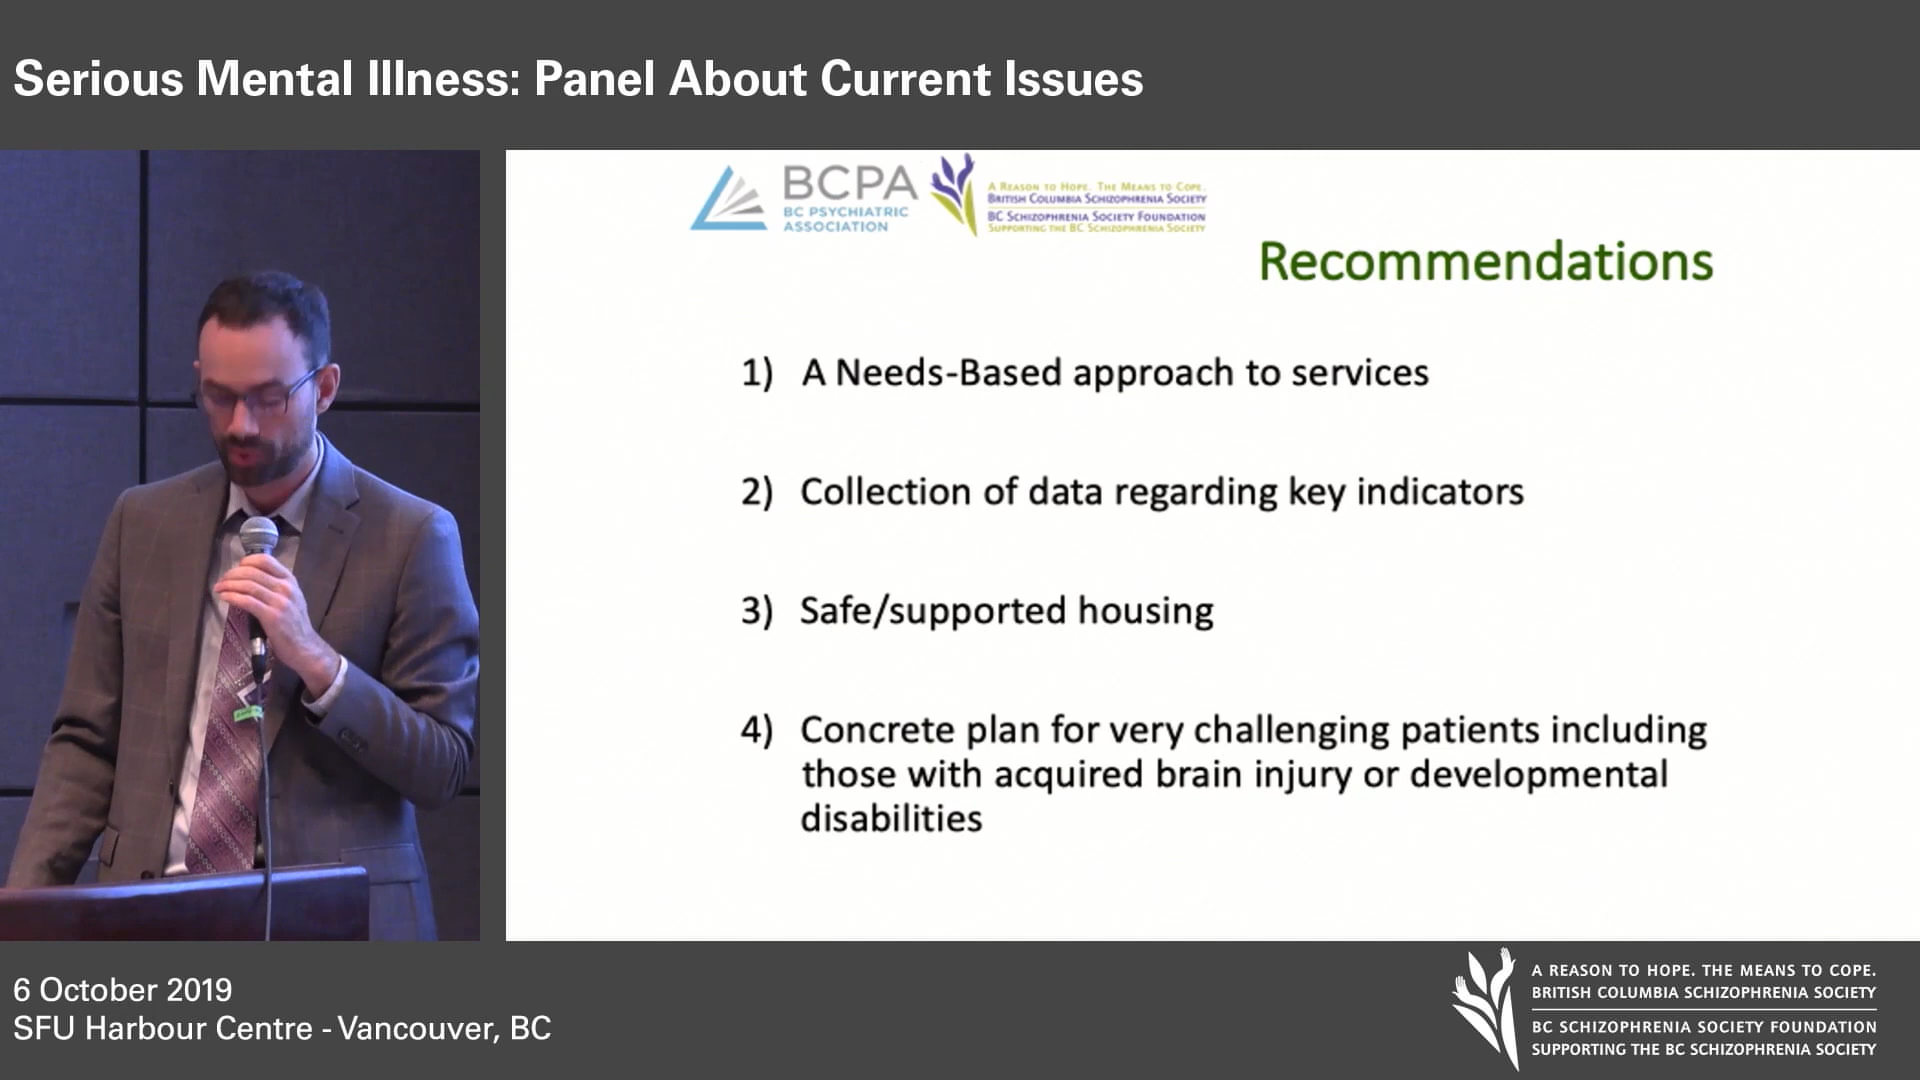 Serious Mental Illness: Panel About Current Issues
BCPA
BC PSYCHIATRIC
ASSOCIATION
A REASON TO HOPE. THE MEANS TO COPE.
BRITISH COLUMBIA SCHIZOPHRENIA SOCIETY
BC SCHIZOPHRENIA SOCIETY FOUNDATION
SUPPORTING THE BC SCHIZOPHRENIA SOCIETY
Recommendations
1) A Needs-Based approach to services
2) Collection of data regarding key indicators
3) Safe/supported housing
4) Concrete plan for very challenging patients including
those with acquired brain injury or developmental
disabilities
6 October 2019
SFU Harbour Centre - Vancouver, BC
A REASON TO HOPE. THE MEANS TO COPE.
BRITISH COLUMBIA SCHIZOPHRENIA SOCIETY
BC SCHIZOPHRENIA SOCIETY FOUNDATION
SUPPORTING THE BC SCHIZOPHRENIA SOCIETY